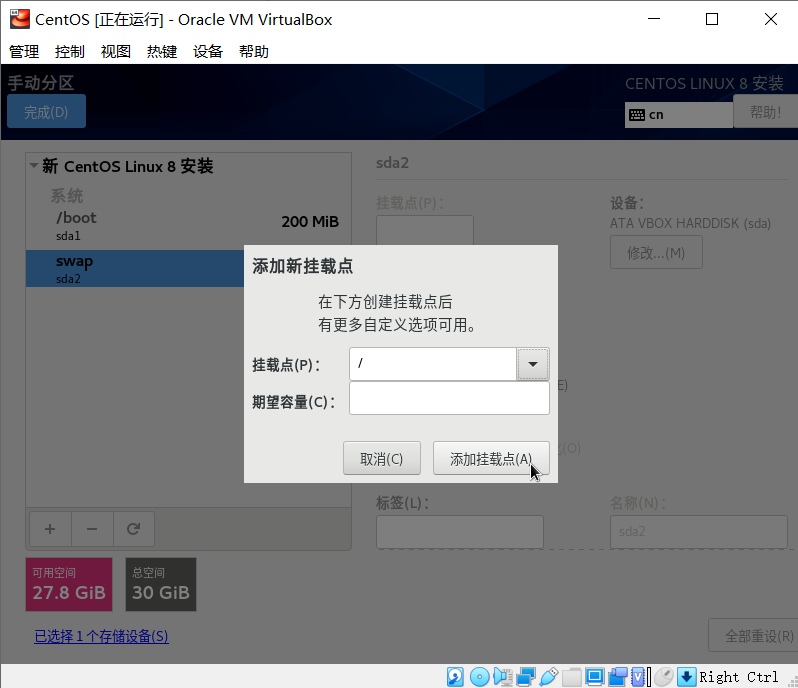 CentOS [正在运行] - Oracle VM VirtualBox
管理 控制 视图 热键 设备 帮助
手动分区
CENTOS LINUX 8 安装
完成(D)
cn
帮助!
新 CentOS Linux 8 安装
系统
/boot
200 MiB
sda1
swap
sda2
sda2
挂载点(P):
设备:
ATA VBOX HARDDISK (sda)
修改...(M)
添加新挂载点
在下方创建挂载点后
有更多自定义选项可用。
挂载点(P):
/
期望容量(C):
取消(C)
添加挂载点(A)
E)
(O)
标签(L):
名称(N):
sda2
可用空间
27.8 GiB
总空间
30 GiB
已选择 1 个存储设备(S)
全部重设(R)
Right Ctrl